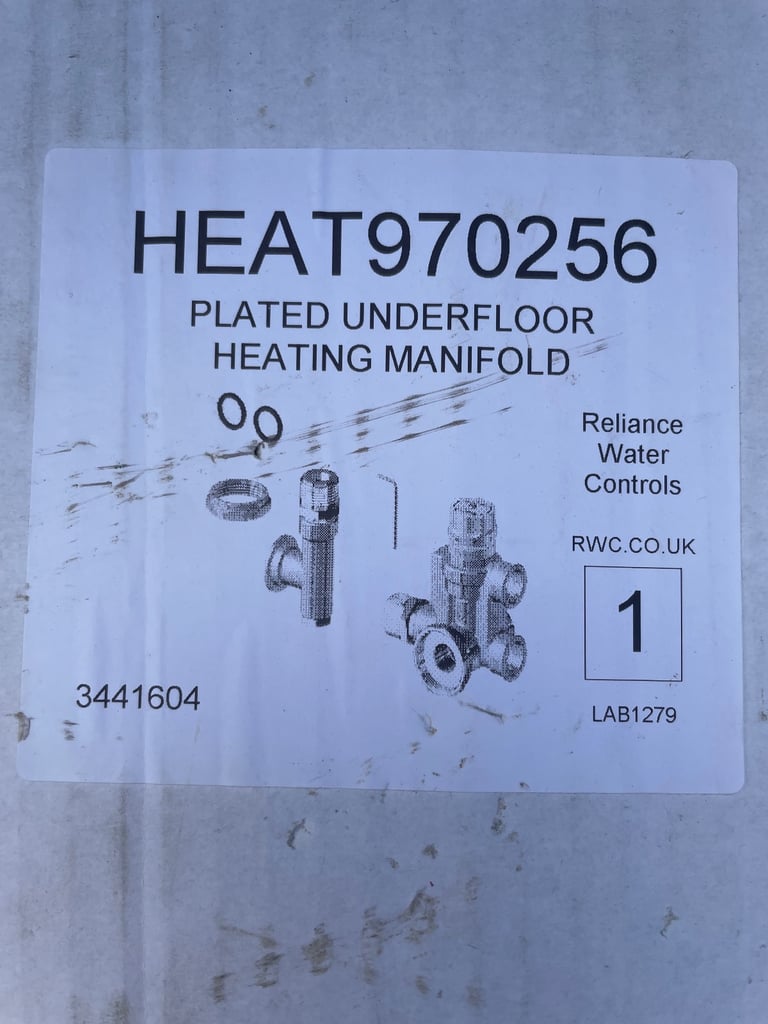 HEAT970256
PLATED UNDERFLOOR
HEATING MANIFOLD
Reliance
Water
Controls
RWC.CO.UK
1
3441604
LAB1279